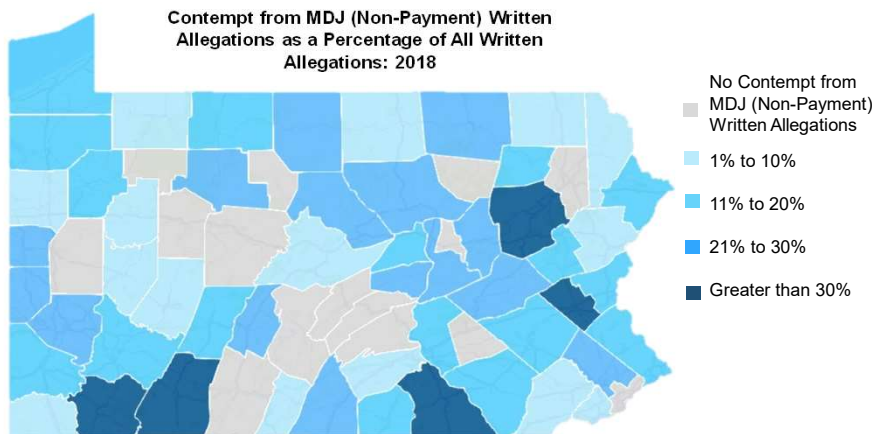 Contempt from MDJ (Non-Payment) Written
Allegations as a Percentage of All Written
Allegations: 2018
No Contempt from
MDJ (Non-Payment)
Written Allegations
1% to 10%
11% to 20%
21% to 30%
Greater than 30%